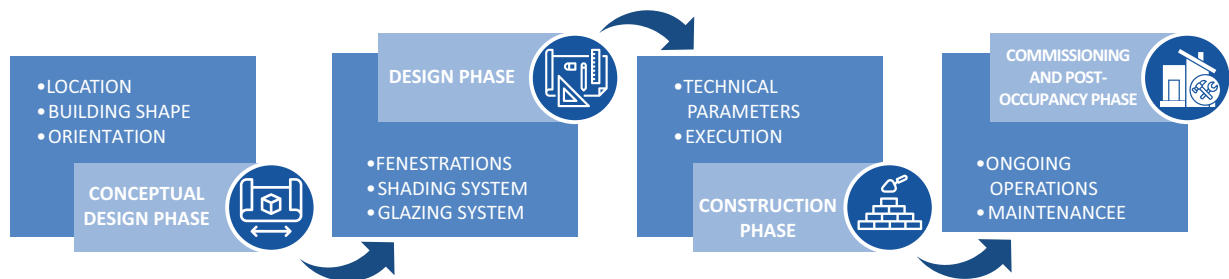 •LOCATION
•BUILDING SHAPE
•ORIENTATION
CONCEPTUAL
DESIGN PHASE
DESIGN PHASE
•FENESTRATIONS
•SHADING SYSTEM
•GLAZING SYSTEM
•TECHNICAL
PARAMETERS
•EXECUTION
CONSTRUCTION
PHASE
COMMISSIONING
AND POST-
OCCUPANCY PHASE
•ONGOING
OPERATIONS
•MAINTENANCEE